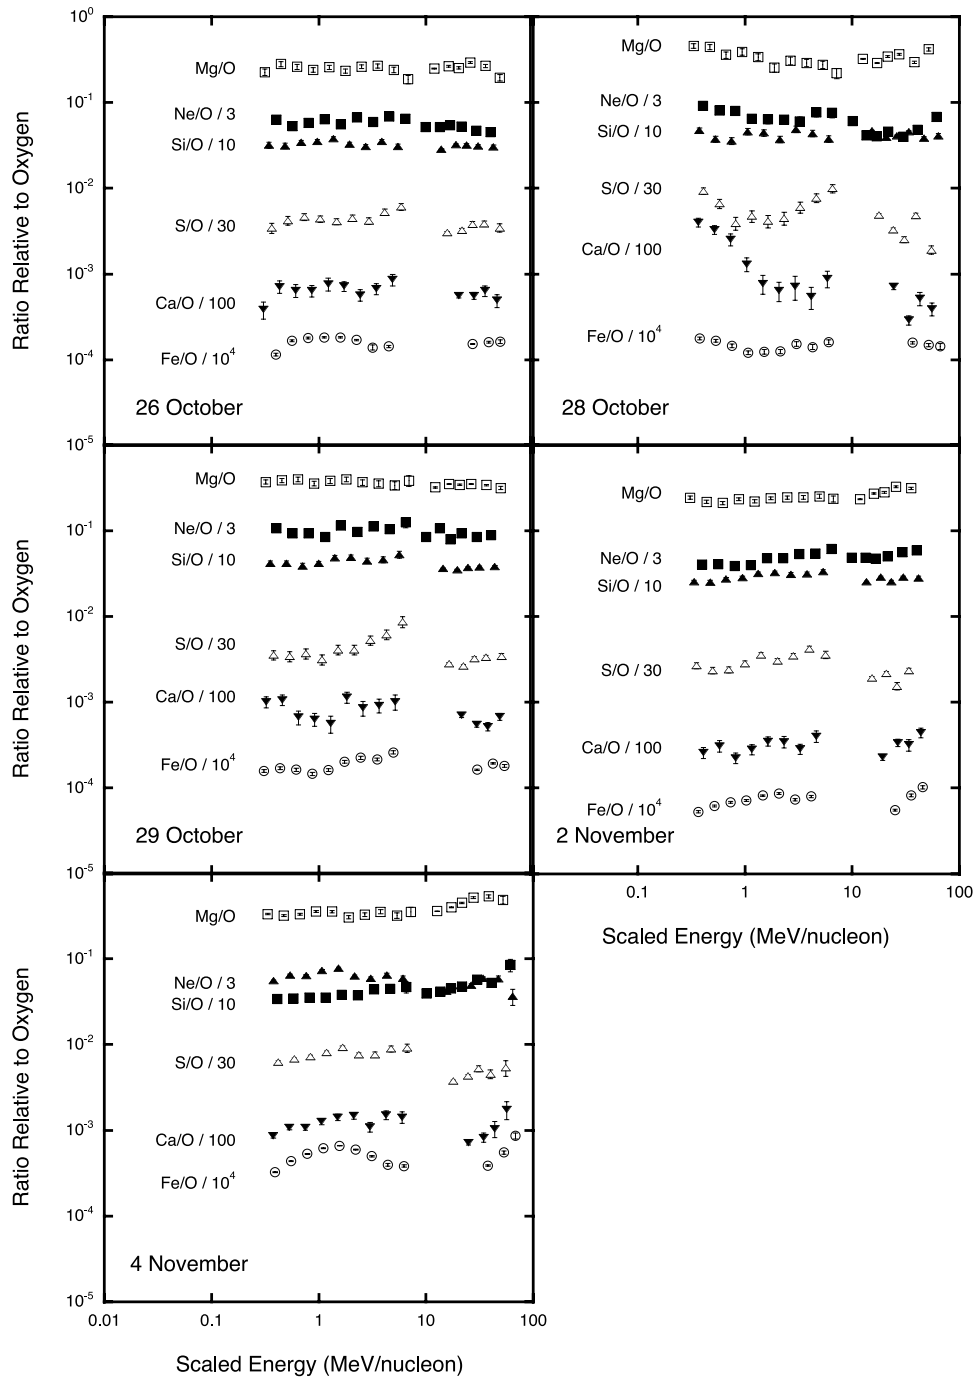 10^0
10^-1
10^-2
10^-3
10^-4
10^-5
Ratio Relative to Oxygen
Mg/O
Ne/O / 3
Si/O / 10
S/O / 30
Ca/O / 100
Fe/O / 10^4
26 October
Mg/O
Ne/O / 3
Si/O / 10
S/O / 30
Ca/O / 100
Fe/O / 10^4
28 October
10^-1
10^-2
10^-3
10^-4
10^-5
Ratio Relative to Oxygen
Mg/O
Ne/O / 3
Si/O / 10
S/O / 30
Ca/O / 100
Fe/O / 10^4
29 October
Mg/O
Ne/O / 3
Si/O / 10
S/O / 30
Ca/O / 100
Fe/O / 10^4
2 November
0.1 1 10 100
Scaled Energy (MeV/nucleon)
10^-1
10^-2
10^-3
10^-4
10^-5
Ratio Relative to Oxygen
Mg/O
Ne/O / 3
Si/O / 10
S/O / 30
Ca/O / 100
Fe/O / 10^4
4 November
0.01 0.1 1 10 100
Scaled Energy (MeV/nucleon)